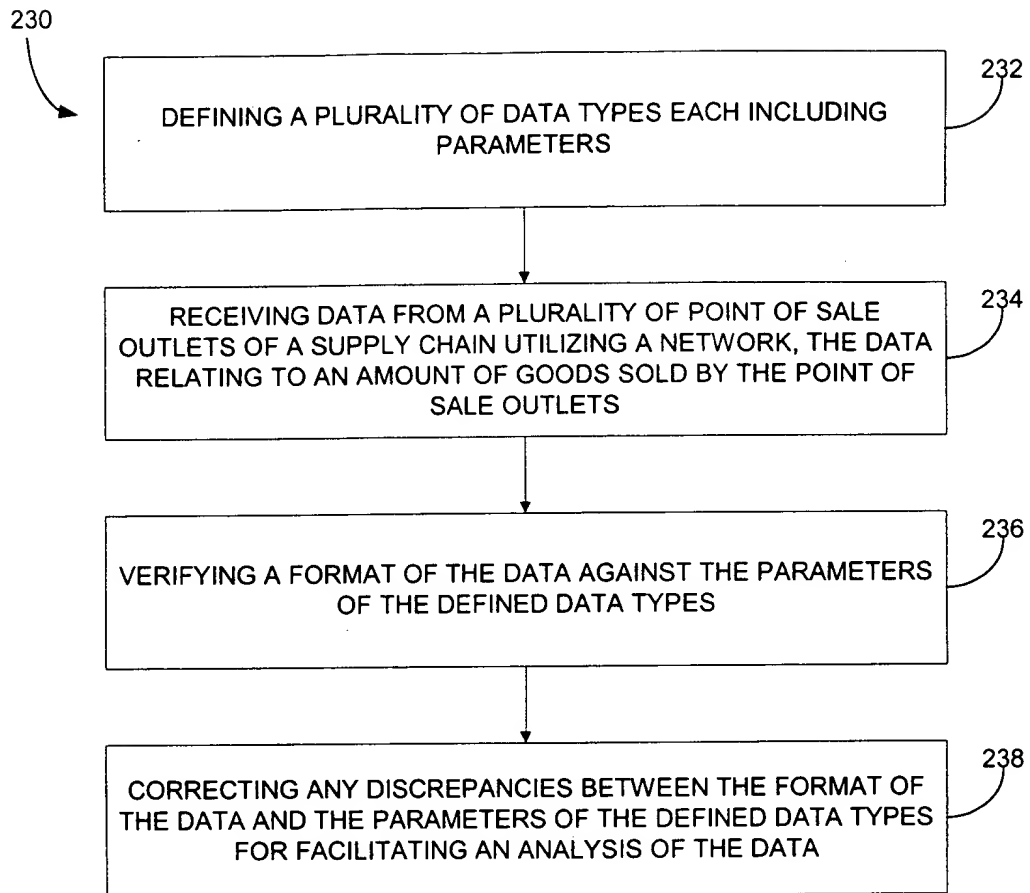 230
232
DEFINING A PLURALITY OF DATA TYPES EACH INCLUDING
PARAMETERS
234
RECEIVING DATA FROM A PLURALITY OF POINT OF SALE
OUTLETS OF A SUPPLY CHAIN UTILIZING A NETWORK, THE DATA
RELATING TO AN AMOUNT OF GOODS SOLD BY THE POINT OF
SALE OUTLETS
236
VERIFYING A FORMAT OF THE DATA AGAINST THE PARAMETERS
OF THE DEFINED DATA TYPES
238
CORRECTING ANY DISCREPANCIES BETWEEN THE FORMAT OF
THE DATA AND THE PARAMETERS OF THE DEFINED DATA TYPES
FOR FACILITATING AN ANALYSIS OF THE DATA